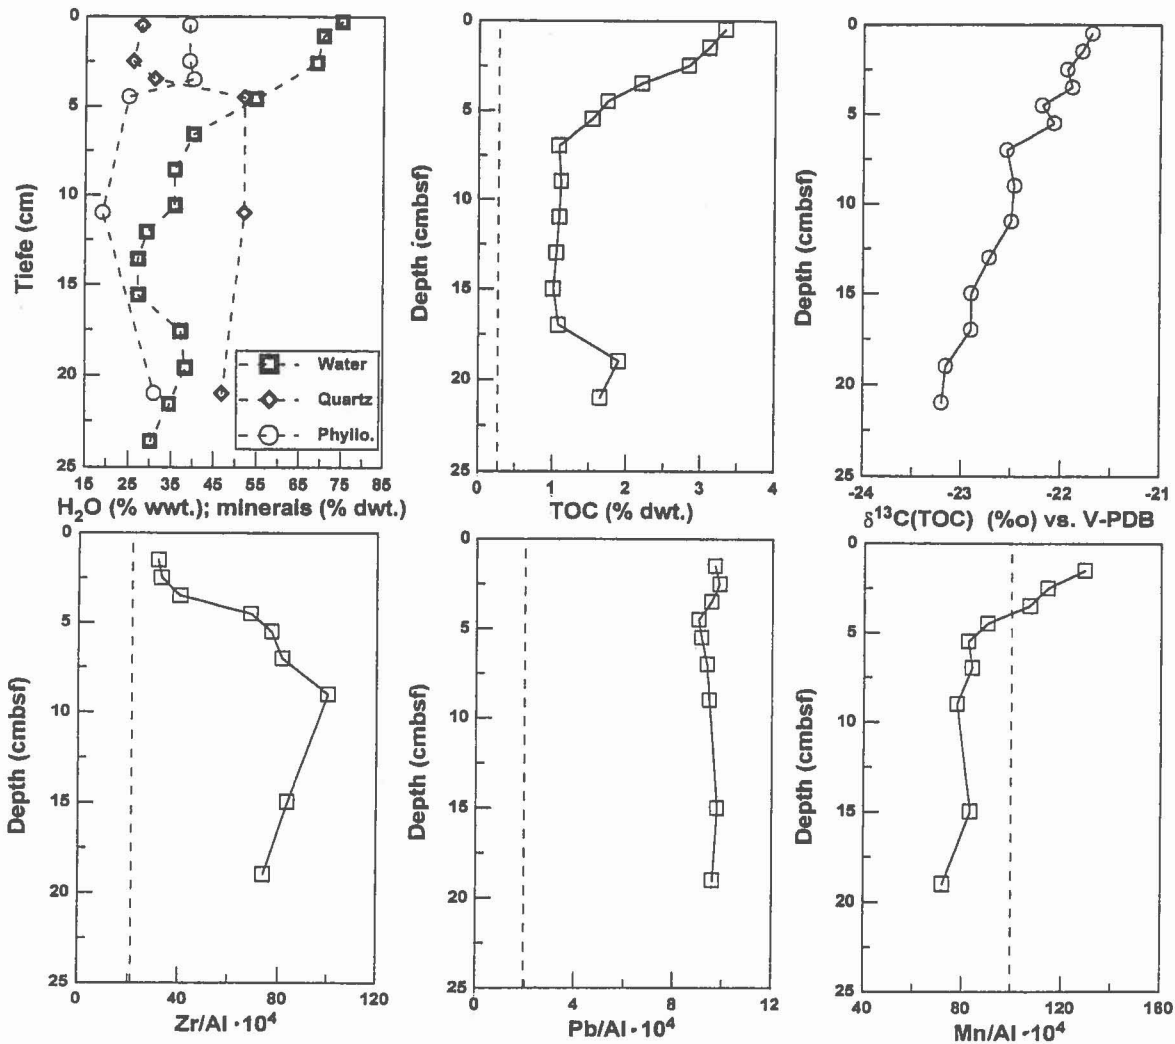 0
5
10
15
20
25
Tiefe (cm)
Water
Quartz
Phyllo.
15 25 35 45 55 65 75 85
H₂O (% wwt.); minerals (% dwt.)
0
5
10
15
20
25
Depth (cmbsf)
0 1 2 3 4
TOC (% dwt.)
0
5
10
15
20
25
Depth (cmbsf)
-24 -23 -22 -21
δ¹³C(TOC) (%o) vs. V-PDB
0
5
10
15
20
25
Depth (cmbsf)
0 40 80 120
Zr/Al ·10⁴
0
5
10
15
20
25
Depth (cmbsf)
0 4 8 12
Pb/Al ·10⁴
0
5
10
15
20
25
Depth (cmbsf)
40 80 120 160
Mn/Al ·10⁴